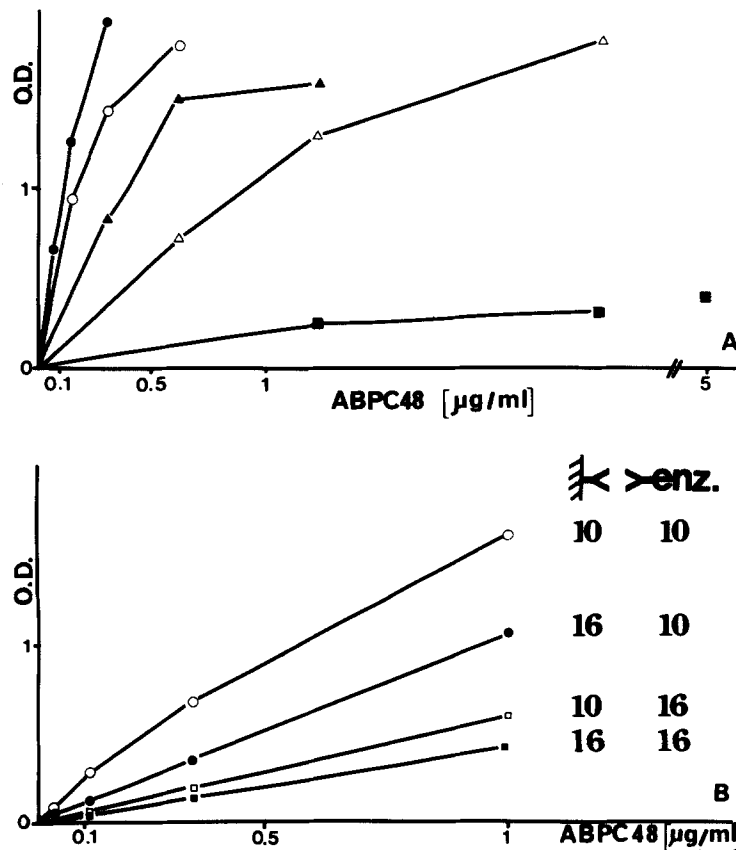 O.D.
1
0
0.1 0.5 1 5
A
ABPC48 [µg/ml]
enz.
10 10
O.D.
16 10
1
10 16
16 16
B
0
0.1 0.5 1 ABPC48 [µg/ml